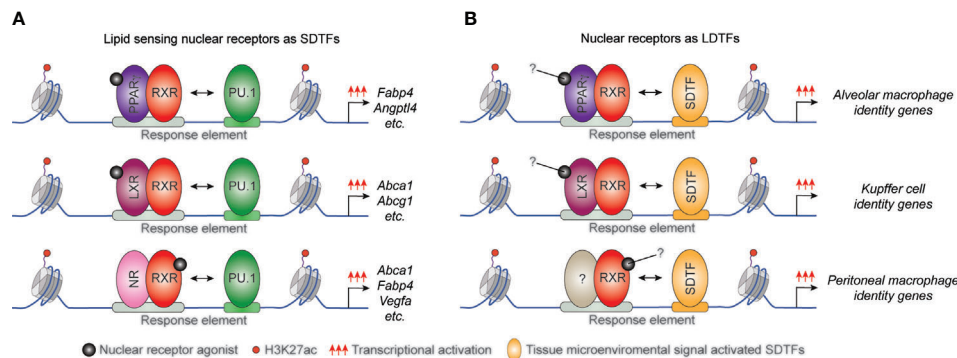 A
Lipid sensing nuclear receptors as SDTFs
PPARγ
RXR
PU.1
Fabp4
Angptl4
etc.
Response element
LXR
RXR
PU.1
Abca1
Abcg1
etc.
Response element
NR
RXR
PU.1
Abca1
Fabp4
Vegfa
etc.
Response element
B
Nuclear receptors as LDTFs
?
PPARγ
RXR
SDTF
Alveolar macrophage
identity genes
Response element
?
LXR
RXR
SDTF
Kupffer cell
identity genes
Response element
?
?
RXR
SDTF
Peritoneal macrophage
identity genes
Response element
Nuclear receptor agonist
H3K27ac
Transcriptional activation
Tissue microenviromental signal activated SDTFs